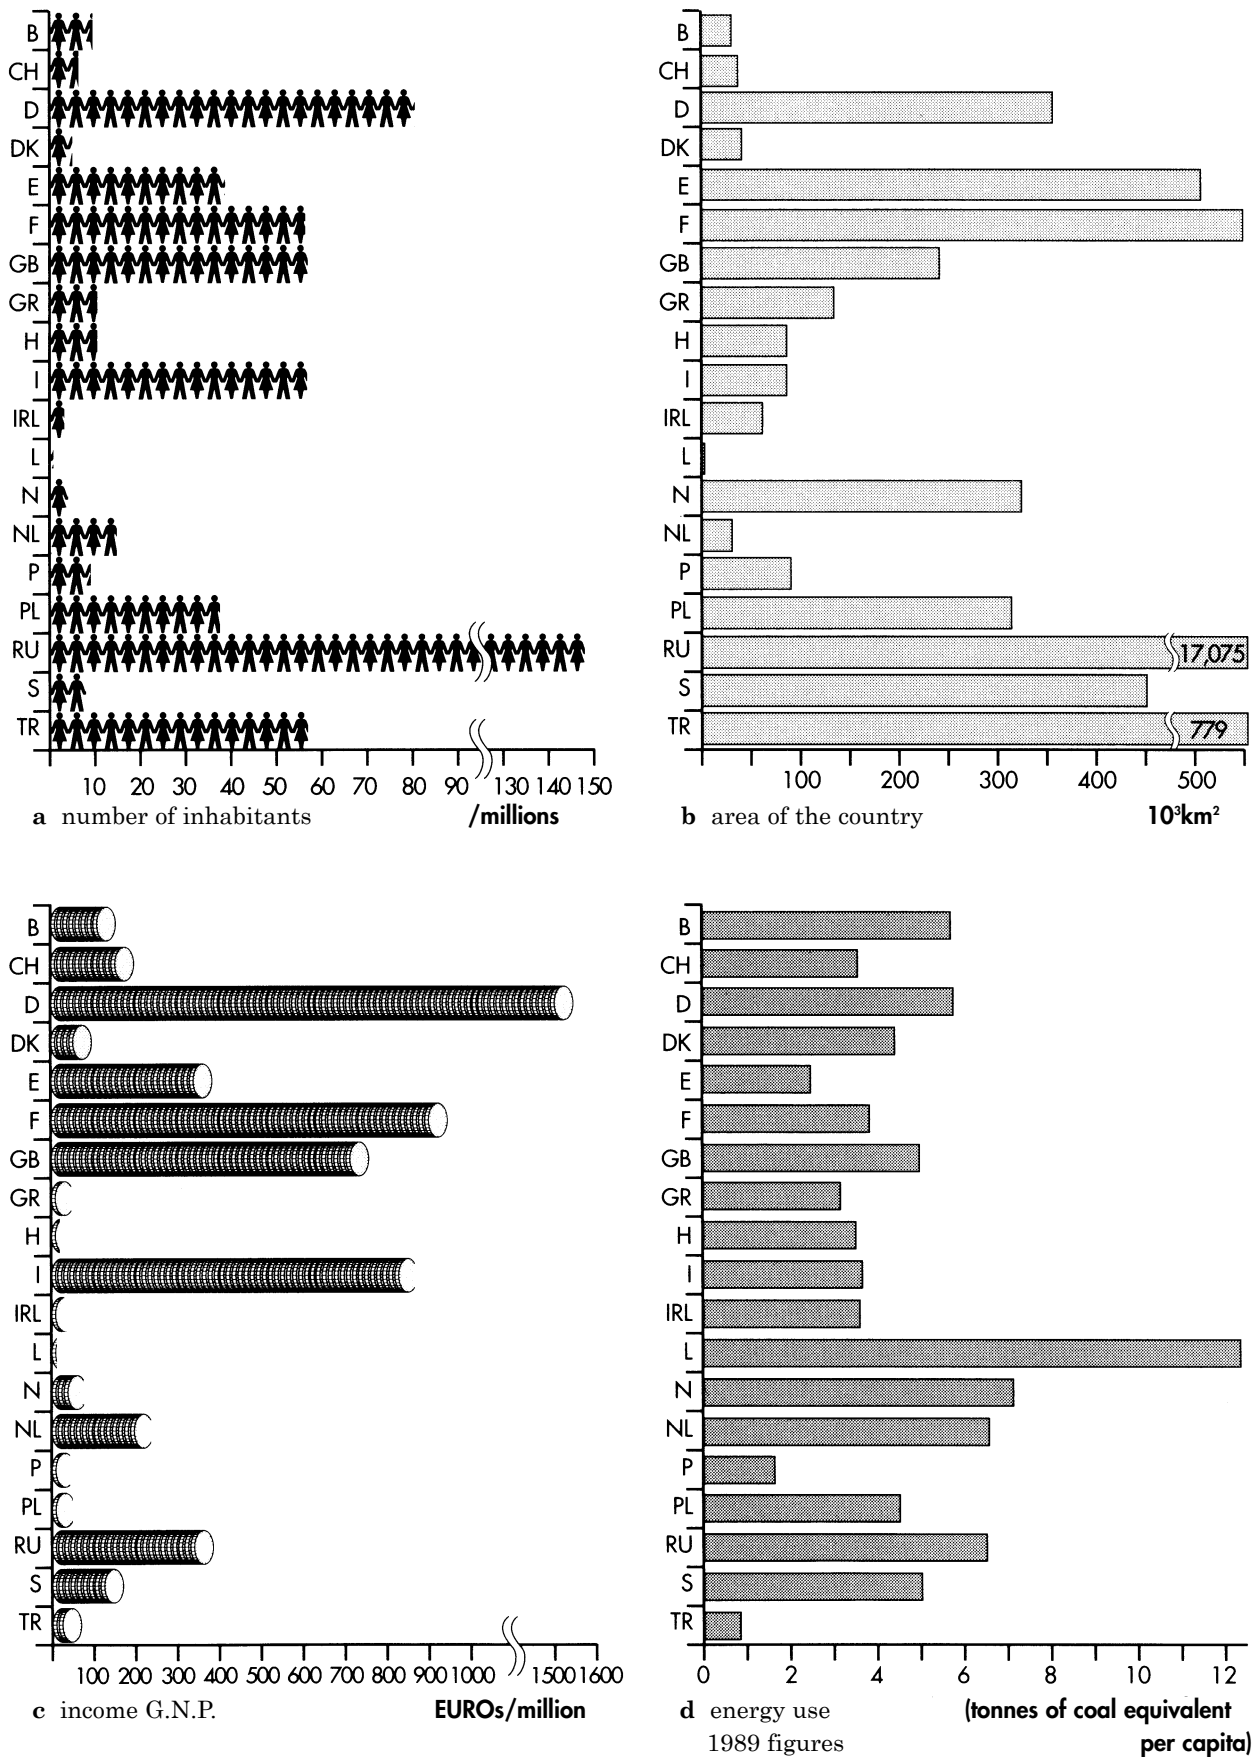 B
CH
D
DK
E
F
GB
GR
H
I
IRL
L
N
NL
P
PL
RU
S
TR
10 20 30 40 50 60 70 80 90 130 140 150
a number of inhabitants /millions
B
CH
D
DK
E
F
GB
GR
H
I
IRL
L
N
NL
P
PL
RU 17,075
S
TR 779
100 200 300 400 500
b area of the country 10³km²
B
CH
D
DK
E
F
GB
GR
H
I
IRL
L
N
NL
P
PL
RU
S
TR
100 200 300 400 500 600 700 800 900 1000 1500 1600
c income G.N.P. EUROs/million
B
CH
D
DK
E
F
GB
GR
H
I
IRL
L
N
NL
P
PL
RU
S
TR
0 2 4 6 8 10 12
d energy use (tonnes of coal equivalent
1989 figures per capita)